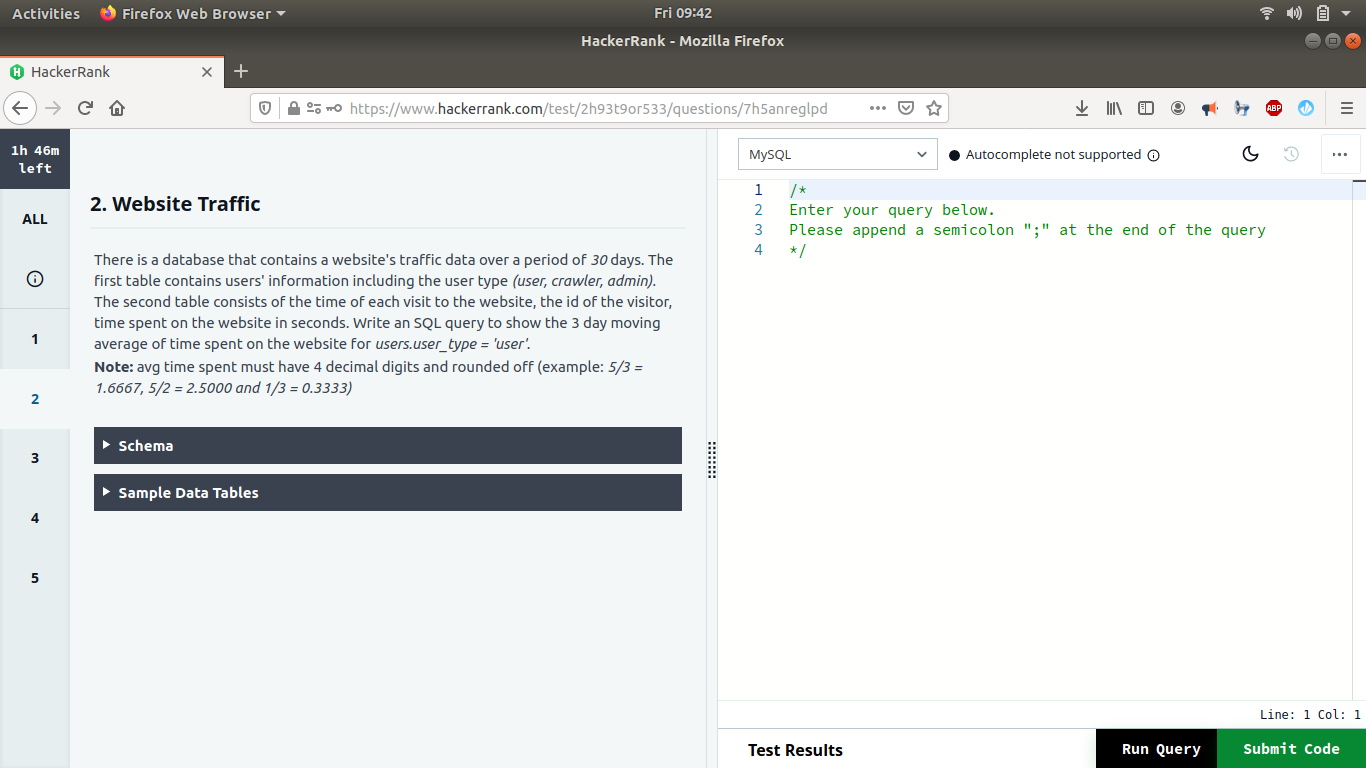 Activities Firefox Web Browser Fri 09:42
HackerRank - Mozilla Firefox
HackerRank
https://www.hackerrank.com/test/2h93t9or533/questions/7h5anreglpd
ABP
1h 46m
left
ALL
1
2
3
4
5
2. Website Traffic
There is a database that contains a website's traffic data over a period of 30 days. The
first table contains users' information including the user type (user, crawler, admin).
The second table consists of the time of each visit to the website, the id of the visitor,
time spent on the website in seconds. Write an SQL query to show the 3 day moving
average of time spent on the website for users.user_type = 'user'.
Note: avg time spent must have 4 decimal digits and rounded off (example: 5/3 =
1.6667, 5/2 = 2.5000 and 1/3 = 0.3333)
Schema
Sample Data Tables
MySQL
Autocomplete not supported
1 /*
2 Enter your query below.
3 Please append a semicolon ";" at the end of the query
4 */
Line: 1 Col: 1
Test Results
Run Query
Submit Code